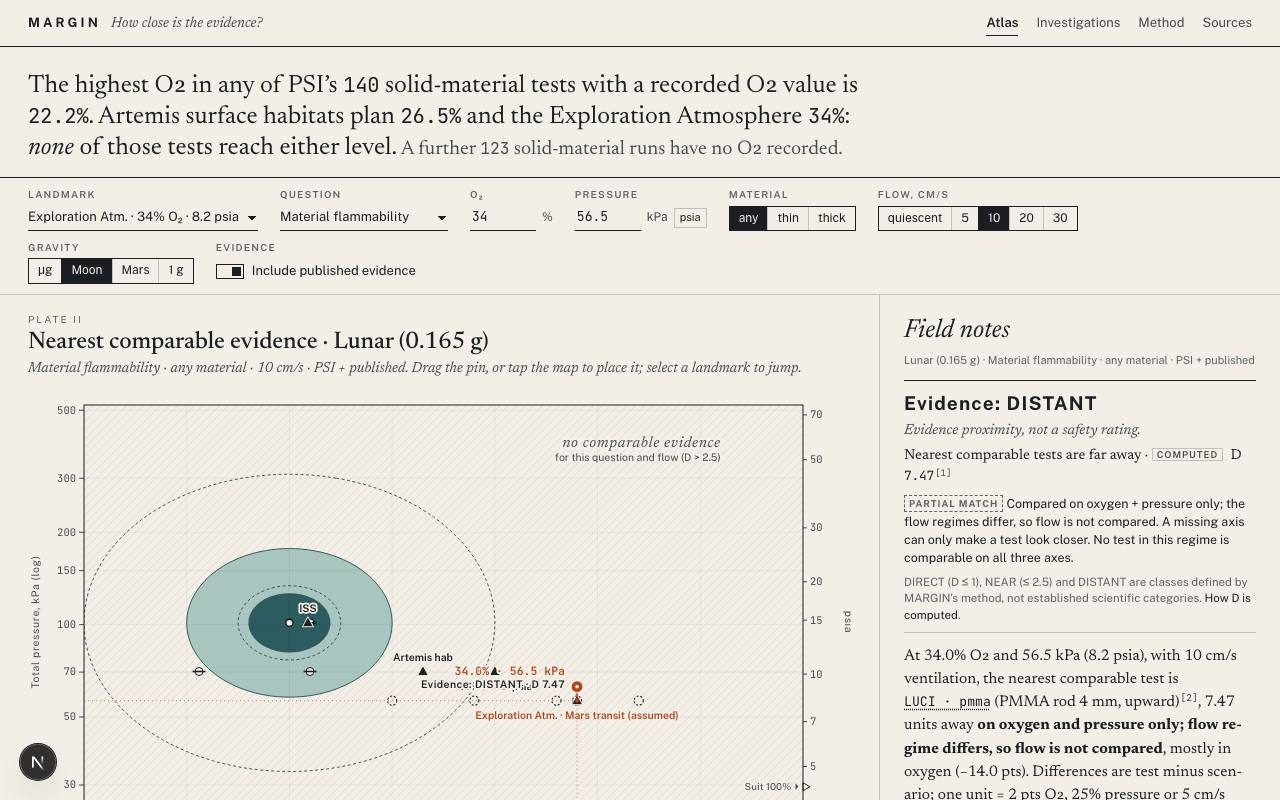 MARGIN How close is the evidence?
Atlas Investigations Method Sources
The highest O2 in any of PSI's 140 solid-material tests with a recorded O2 value is
22.2%. Artemis surface habitats plan 26.5% and the Exploration Atmosphere 34%:
none of those tests reach either level. A further 123 solid-material runs have no O2 recorded.
LANDMARK QUESTION O₂ PRESSURE MATERIAL FLOW, CM/S
Exploration Atm. · 34% O₂ · 8.2 psia Material flammability 34 % 56.5 kPa psia any thin thick quiescent 5 10 20 30
GRAVITY EVIDENCE
μg Moon Mars 1 g Include published evidence
PLATE II
Nearest comparable evidence · Lunar (0.165 g)
Material flammability · any material · 10 cm/s · PSI + published. Drag the pin, or tap the map to place it; select a landmark to jump.
500
300
200
150
100
70
50
30
Total pressure, kPa (log)
no comparable evidence
for this question and flow (D > 2.5)
ISS
Artemis hab
34.0% · 56.5 kPa
Evidence: DISTANT · D 7.47
Exploration Atm. · Mars transit (assumed)
Suit 100%
70
50
30
20
15
10
7
5
psia
Field notes
Lunar (0.165 g) · Material flammability · any material · PSI + published
Evidence: DISTANT
Evidence proximity, not a safety rating.
Nearest comparable tests are far away · COMPUTED D
7.47[1]
PARTIAL MATCH Compared on oxygen + pressure only; the
flow regimes differ, so flow is not compared. A missing axis
can only make a test look closer. No test in this regime is
comparable on all three axes.
DIRECT (D ≤ 1), NEAR (≤ 2.5) and DISTANT are classes defined by
MARGIN's method, not established scientific categories. How D is
computed.
At 34.0% O2 and 56.5 kPa (8.2 psia), with 10 cm/s
ventilation, the nearest comparable test is
LUCI · pmma (PMMA rod 4 mm, upward)[2], 7.47
units away on oxygen and pressure only; flow re-
gime differs, so flow is not compared, mostly in
oxygen (−14.0 pts). Differences are test minus scen-
ario; one unit = 2 pts O2, 25% pressure or 5 cm/s
N